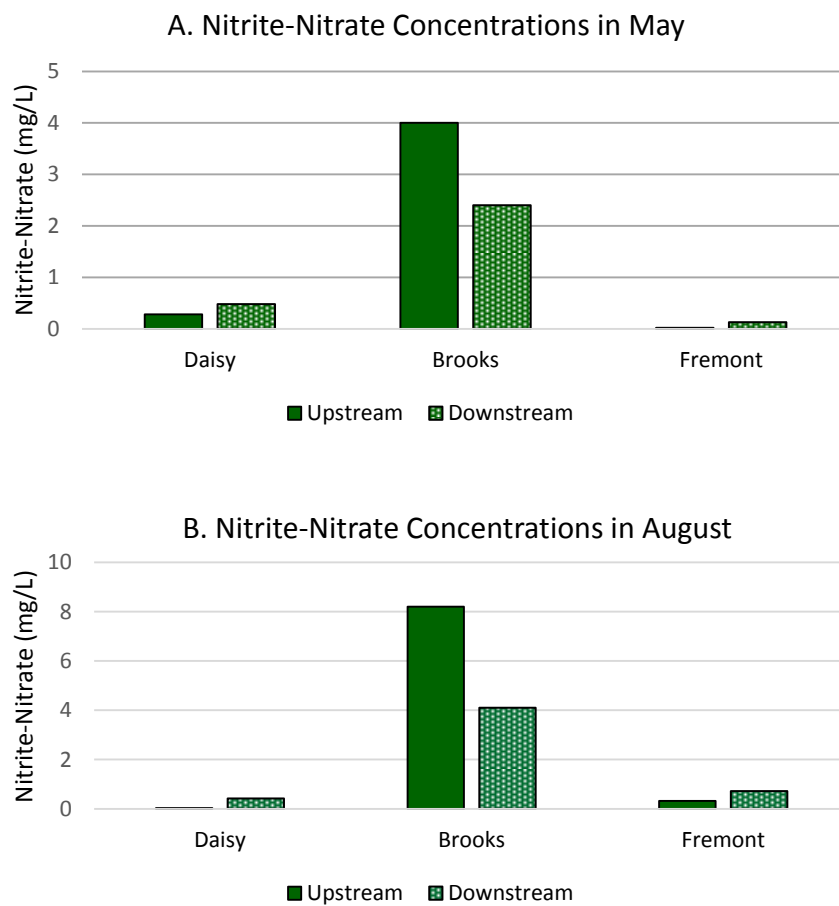 A. Nitrite-Nitrate Concentrations in May
Nitrite-Nitrate (mg/L)
5
4
3
2
1
0
Daisy Brooks Fremont
Upstream Downstream
B. Nitrite-Nitrate Concentrations in August
Nitrite-Nitrate (mg/L)
10
8
6
4
2
0
Daisy Brooks Fremont
Upstream Downstream